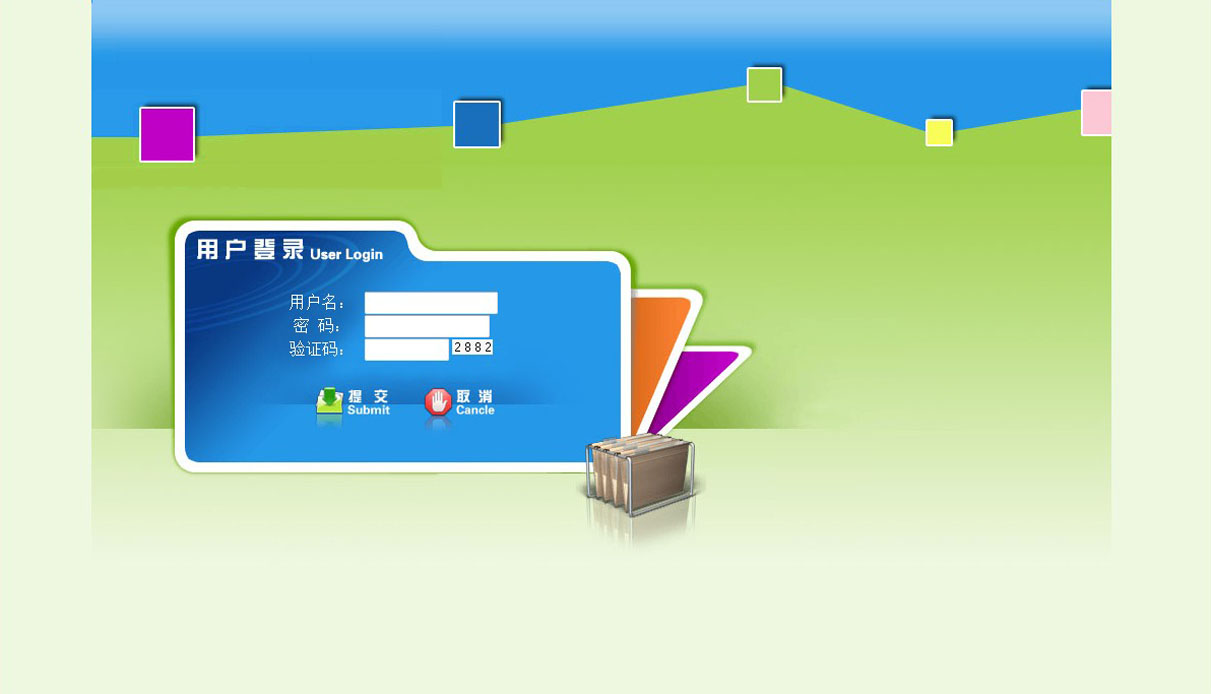 用户登录 User Login
用户名：
密 码：
验证码： 2882
提 交 取 消
Submit Cancle